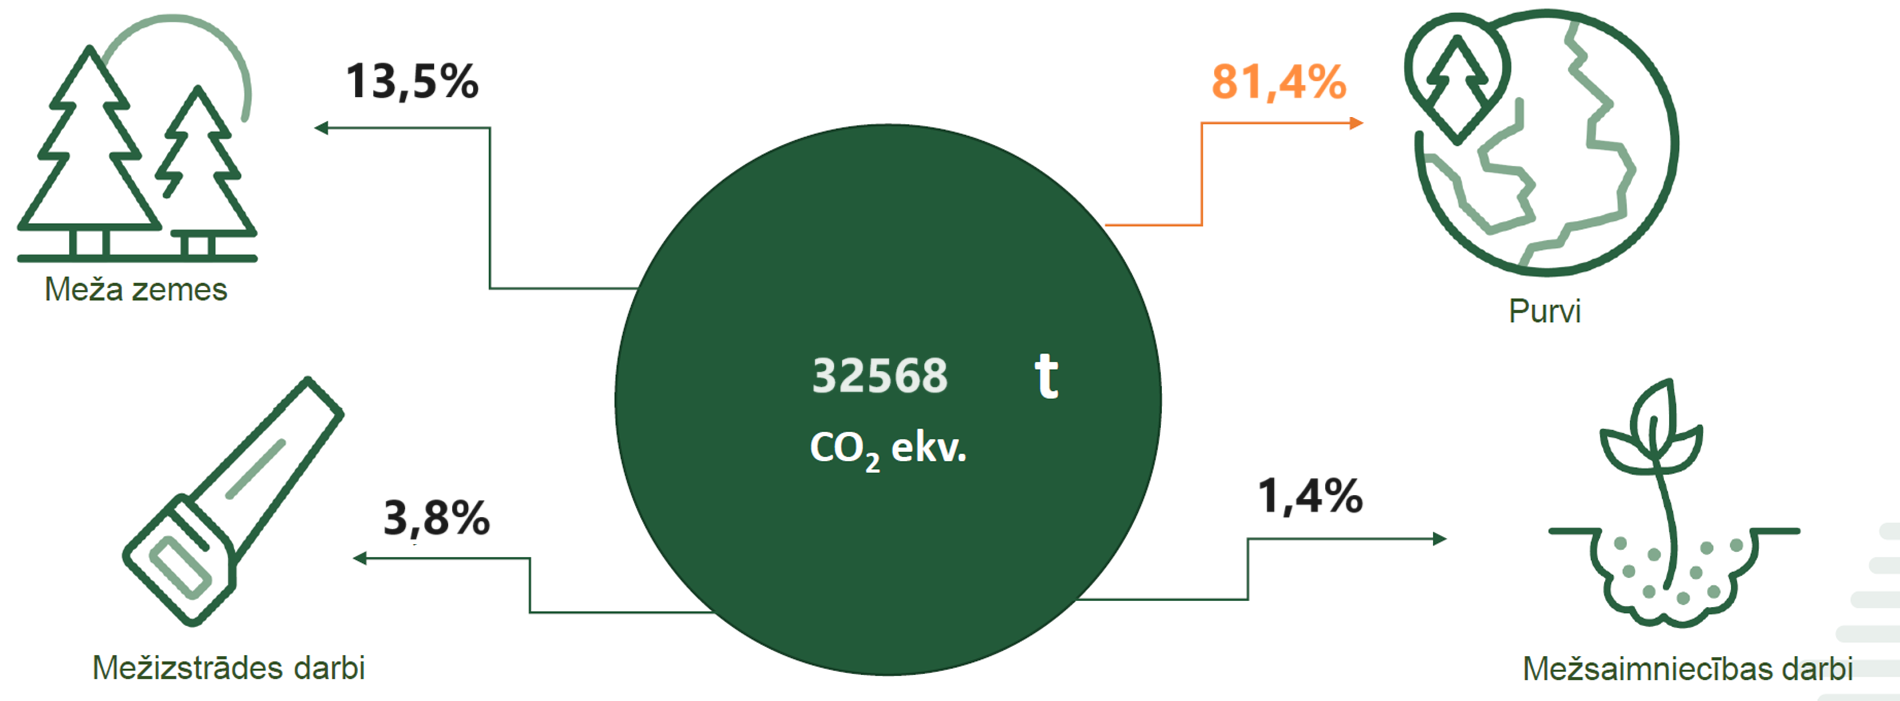 13,5%
81,4%
Meža zemes
Purvi
32568 t
CO₂ ekv.
3,8%
1,4%
Mežizstrādes darbi
Mežsaimniecības darbi